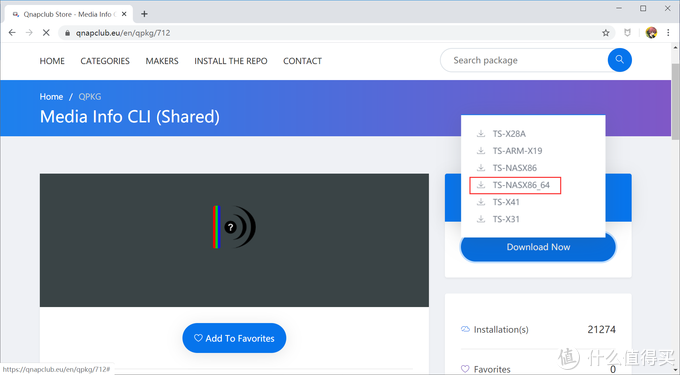 Qnapclub Store - Media Info C
qnapclub.eu/en/qpkg/712
HOME CATEGORIES MAKERS INSTALL THE REPO CONTACT
Search package
Home / QPKG
Media Info CLI (Shared)
TS-X28A
TS-ARM-X19
TS-NASX86
TS-NASX86_64
TS-X41
TS-X31
Download Now
?
Add To Favorites
Installation(s) 21274
Favorites 0
https://qnapclub.eu/en/qpkg/712#
值 什么值得买